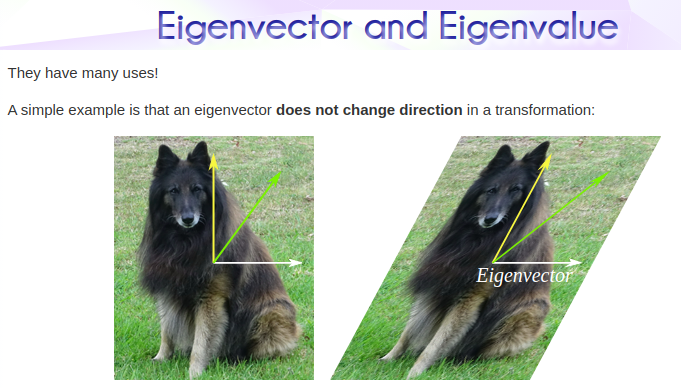 Eigenvector and Eigenvalue
They have many uses!
A simple example is that an eigenvector does not change direction in a transformation:
Eigenvector